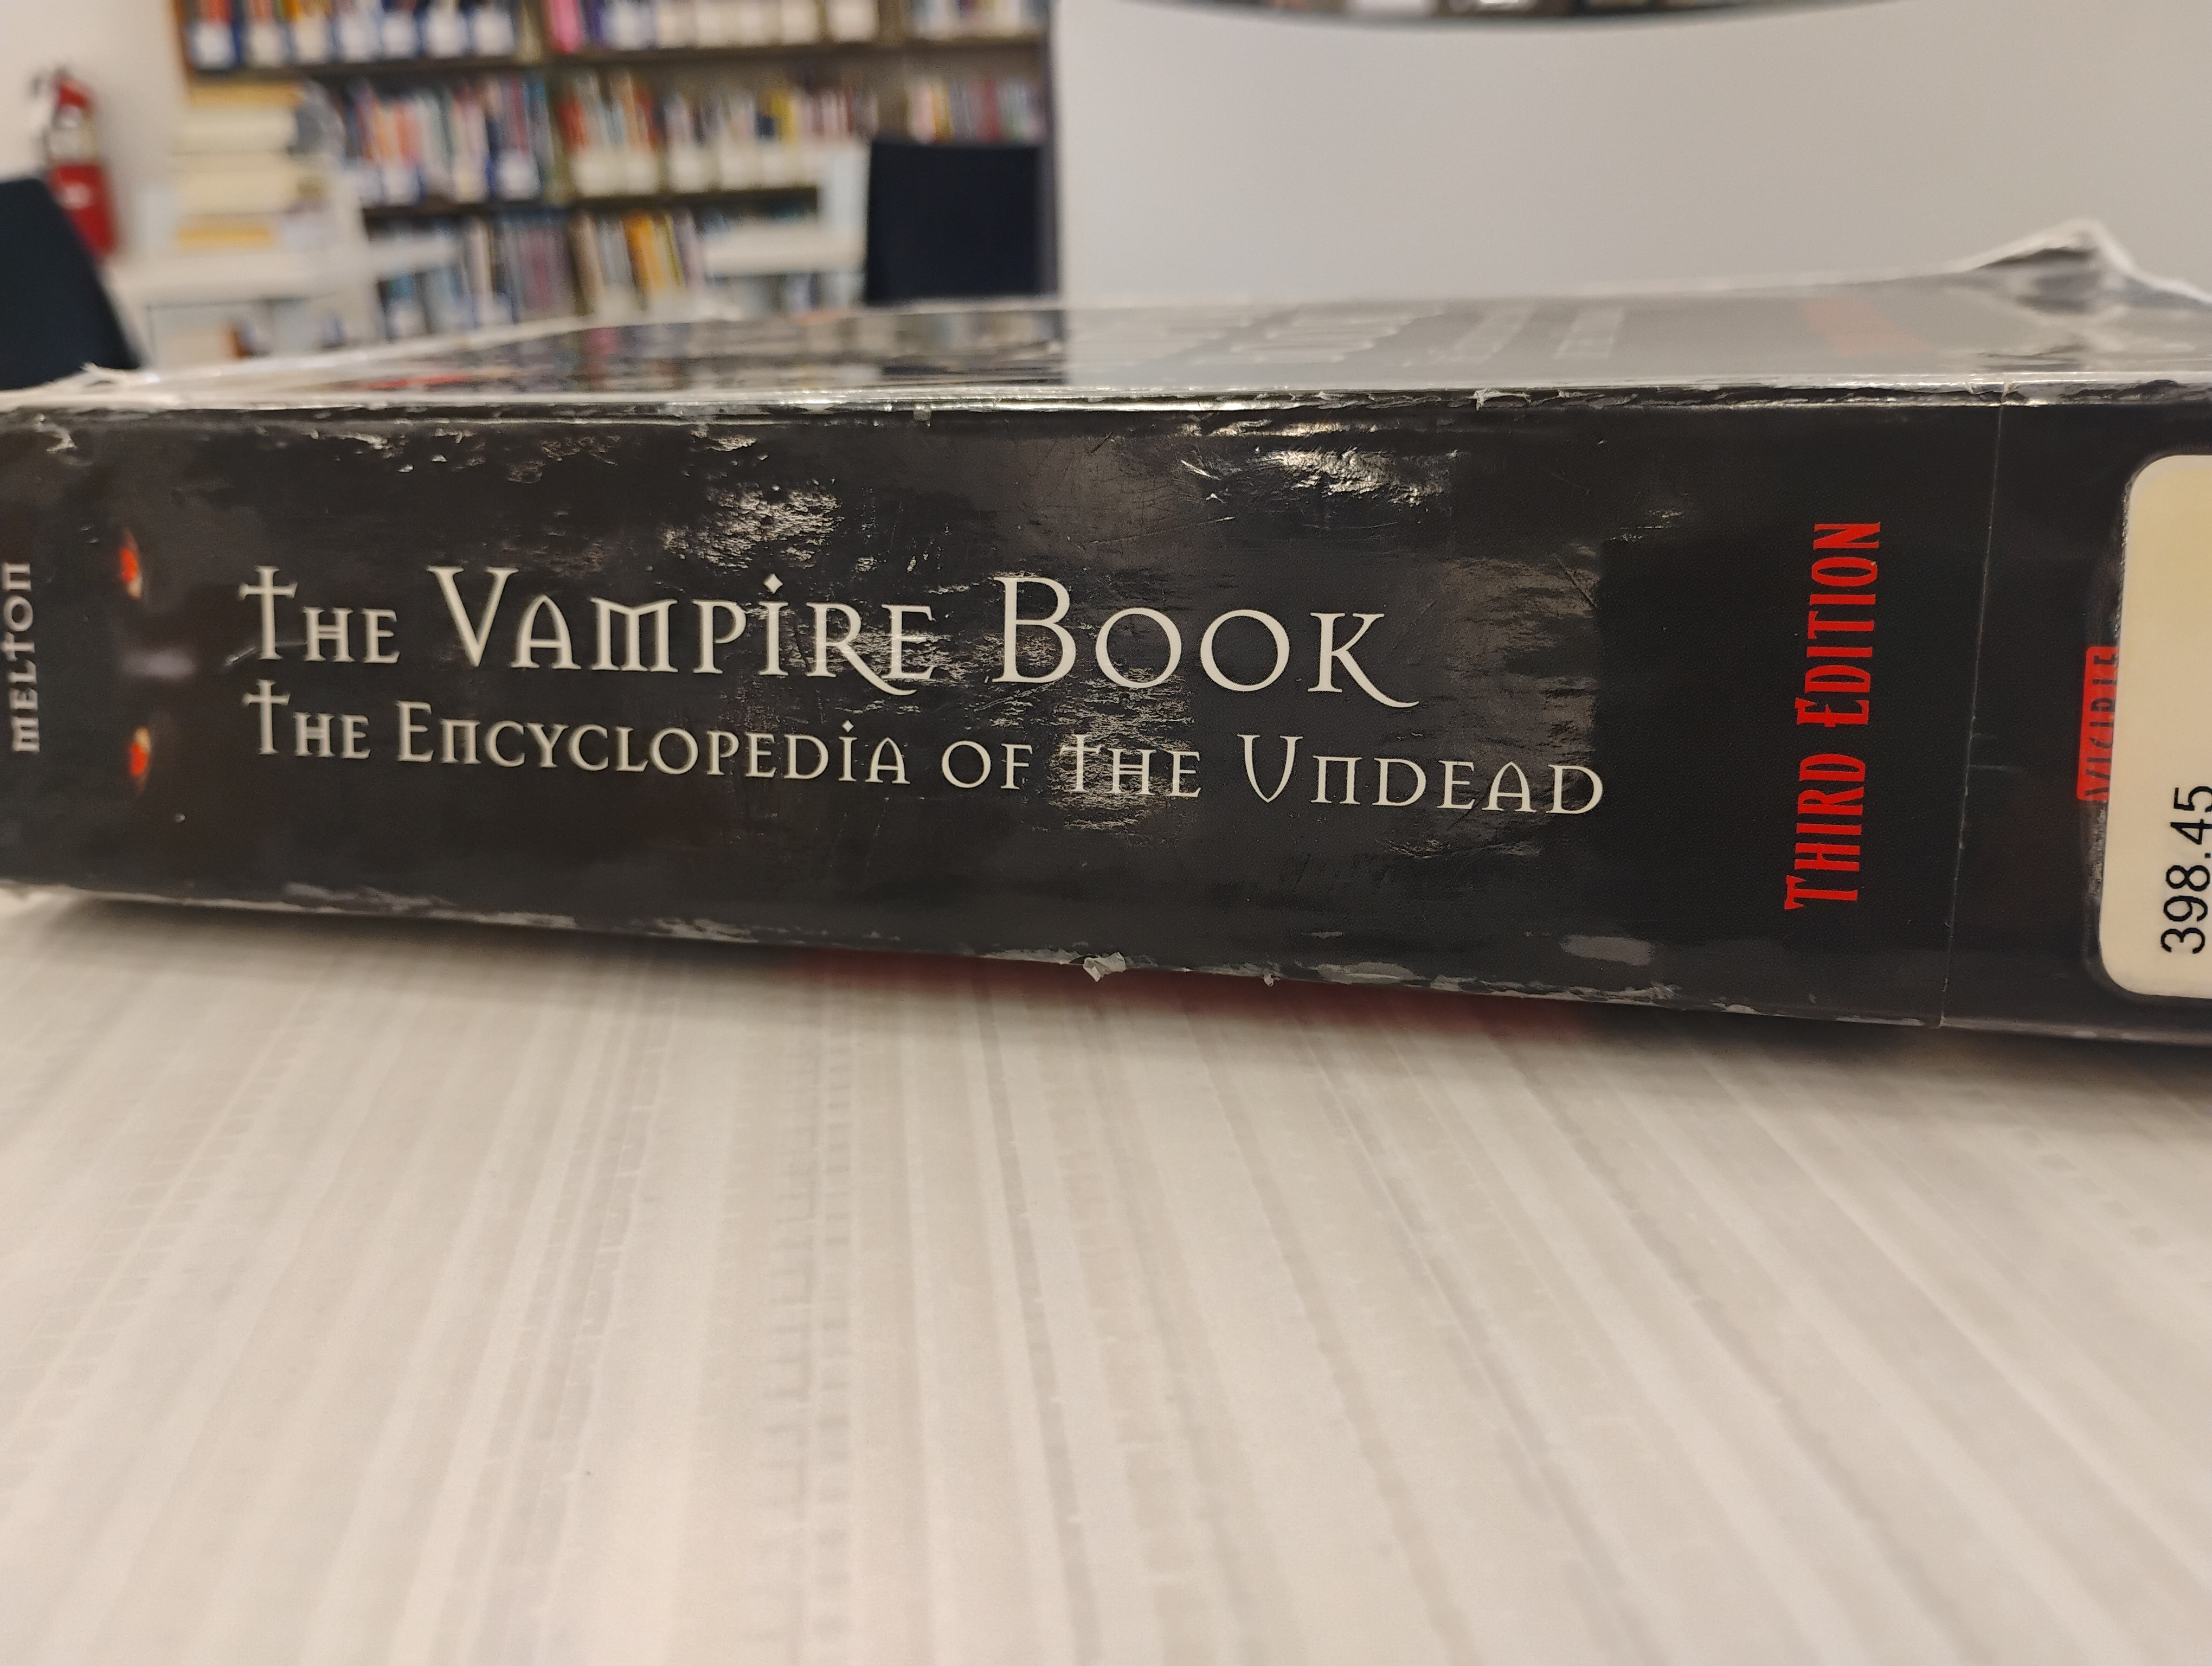 MELTON
THE VAMPIRE BOOK
THE ENCYCLOPEDIA OF THE UNDEAD
THIRD EDITION
398.45